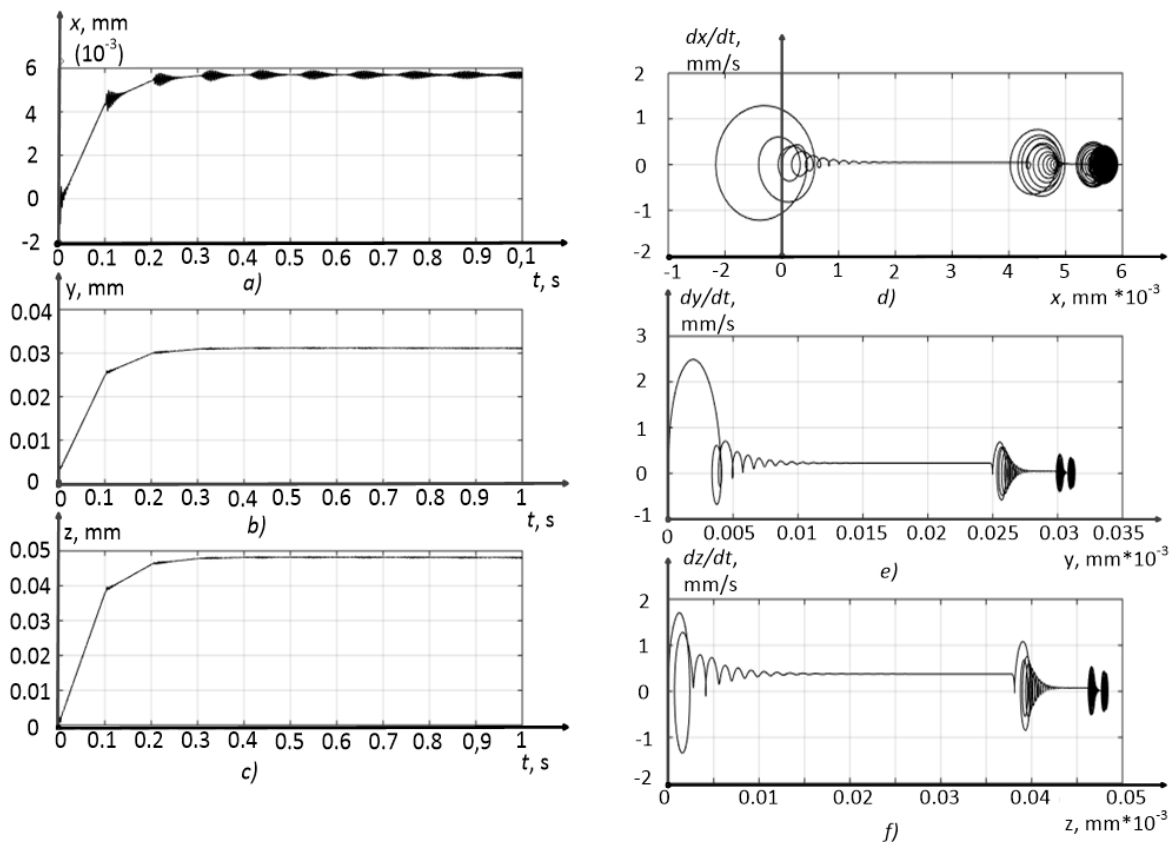 x, mm
(10⁻³)
6
4
2
0
-2
0 0.1 0.2 0.3 0.4 0.5 0.6 0.7 0.8 0.9 0,1
a)
t, s
y, mm
0.04
0.03
0.02
0.01
0
0 0.1 0.2 0.3 0.4 0.5 0.6 0.7 0.8 0,9 1
b)
t, s
z, mm
0.05
0.04
0.03
0.02
0.01
0
0 0.1 0.2 0.3 0.4 0.5 0.6 0.7 0.8 0,9 1
c)
t, s
dx/dt,
mm/s
2
1
0
-1
-2
-1 -2 0 1 2 3 4 5 6
d)
x, mm *10⁻³
dy/dt,
mm/s
3
2
1
0
-1
0 0.005 0.01 0.015 0.02 0.025 0.03 0.035
e)
y, mm*10⁻³
dz/dt,
mm/s
2
1
0
-1
-2
0 0.01 0.02 0.03 0.04 0.05
f)
z, mm*10⁻³